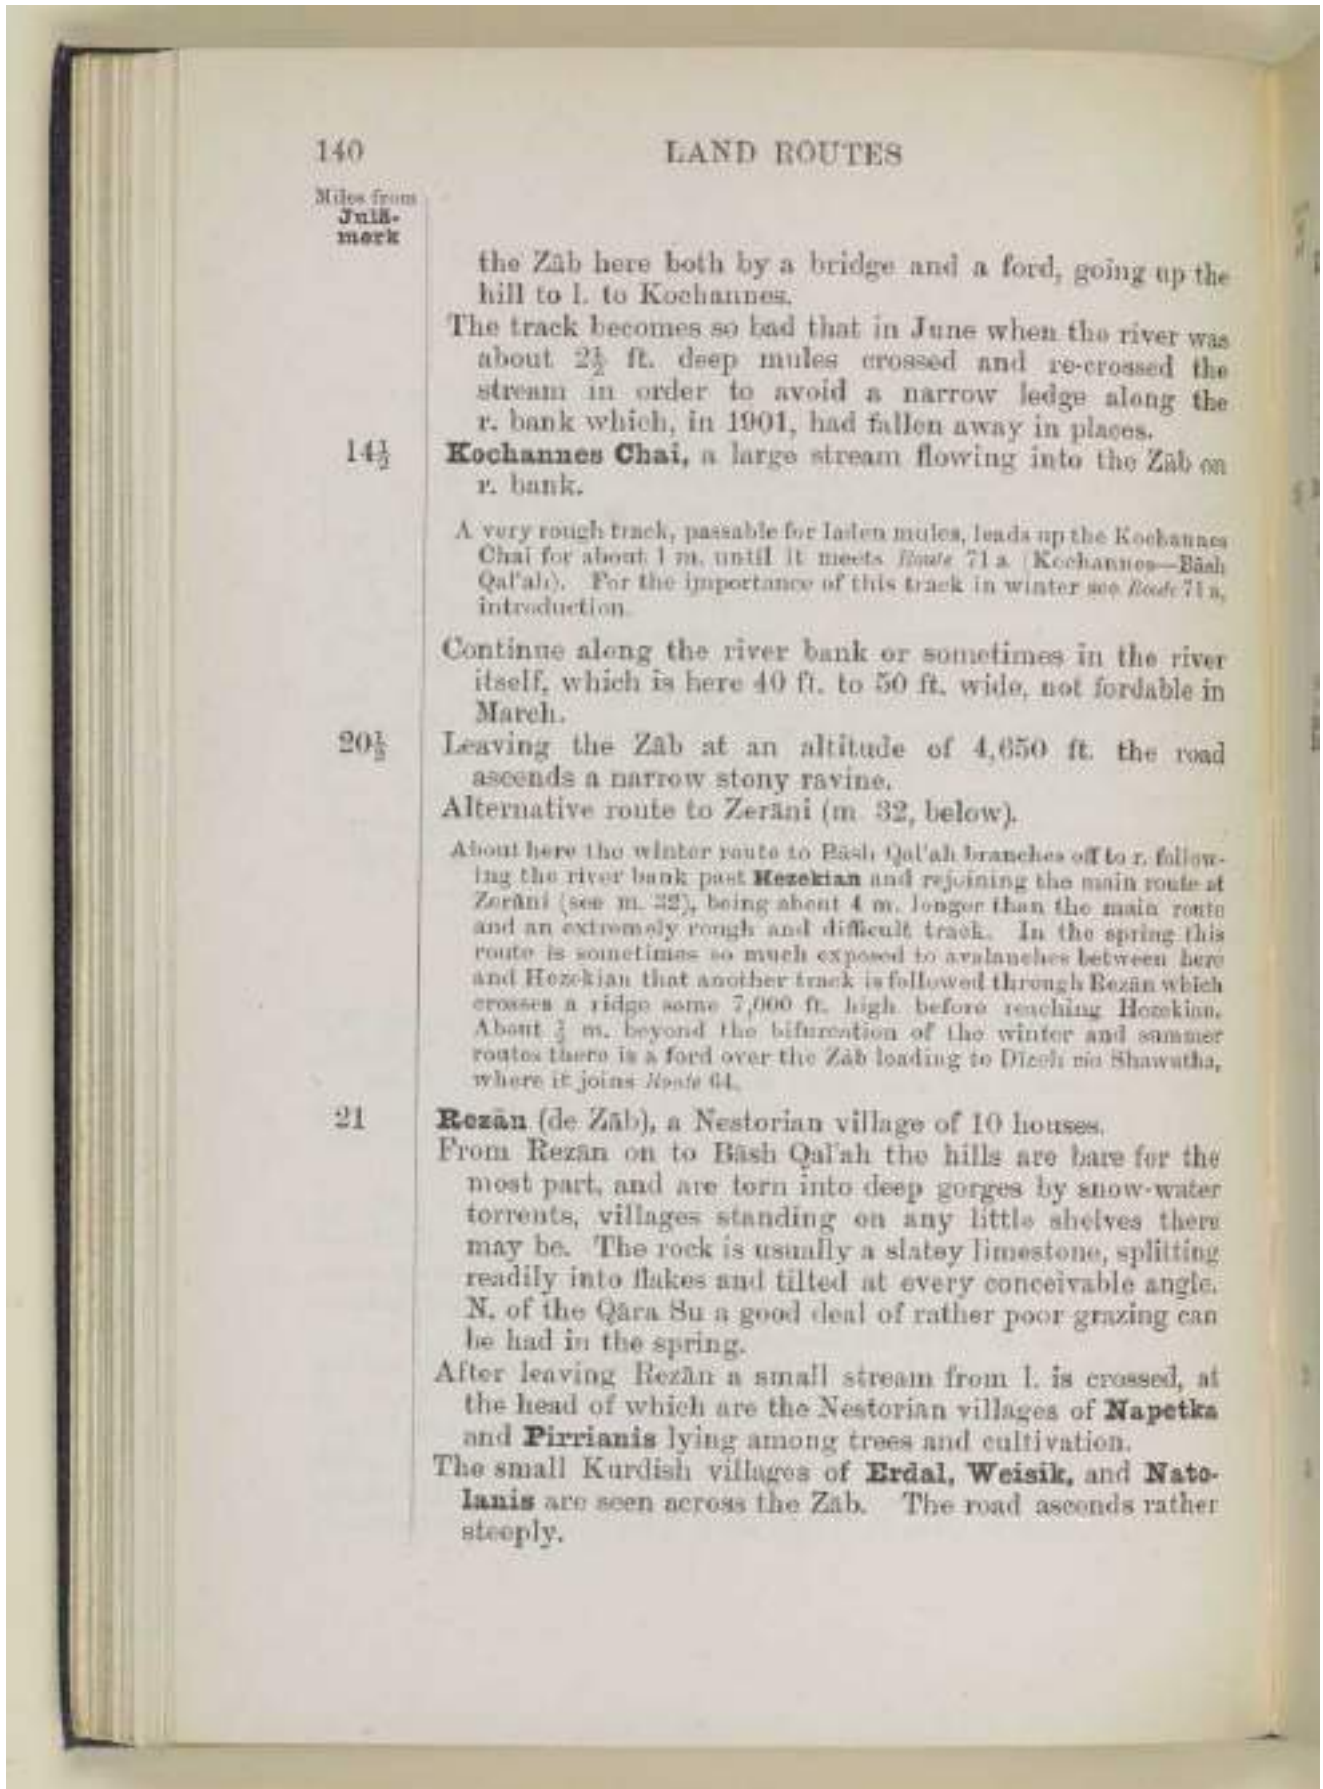 140 LAND ROUTES
Miles from
Julā-
merk
the Zāb here both by a bridge and a ford, going up the
hill to l. to Kochannes.
The track becomes so bad that in June when the river was
about 2½ ft. deep mules crossed and re-crossed the
stream in order to avoid a narrow ledge along the
r. bank which, in 1901, had fallen away in places.
14½ Kochannes Chai, a large stream flowing into the Zāb on
r. bank.
A very rough track, passable for laden mules, leads up the Kochannes
Chai for about 1 m. until it meets Route 71 a (Kochannes—Bāsh
Qal'ah). For the importance of this track in winter see Route 71 a,
introduction.
Continue along the river bank or sometimes in the river
itself, which is here 40 ft. to 50 ft. wide, not fordable in
March.
20½ Leaving the Zāb at an altitude of 4,650 ft. the road
ascends a narrow stony ravine.
Alternative route to Zerāni (m 32, below).
About here the winter route to Bāsh Qal'ah branches off to r. follow-
ing the river bank past Hezekian and rejoining the main route at
Zerāni (see m. 32), being about 4 m. longer than the main route
and an extremely rough and difficult track. In the spring this
route is sometimes so much exposed to avalanches between here
and Hezekian that another track is followed through Rezān which
crosses a ridge some 7,000 ft. high before reaching Hezekian.
About m. beyond the bifurcation of the winter and summer
routes there is a ford over the Zāb leading to Dīzeh via Shawutha,
where it joins Route 64.
21 Rezān (de Zāb), a Nestorian village of 10 houses.
From Rezān on to Bāsh Qal'ah the hills are bare for the
most part, and are torn into deep gorges by snow-water
torrents, villages standing on any little shelves there
may be. The rock is usually a slatey limestone, splitting
readily into flakes and tilted at every conceivable angle.
N. of the Qāra Su a good deal of rather poor grazing can
be had in the spring.
After leaving Rezān a small stream from l. is crossed, at
the head of which are the Nestorian villages of Napetka
and Pirrianis lying among trees and cultivation.
The small Kurdish villages of Erdal, Weisik, and Nato-
lanis are seen across the Zāb. The road ascends rather
steeply.